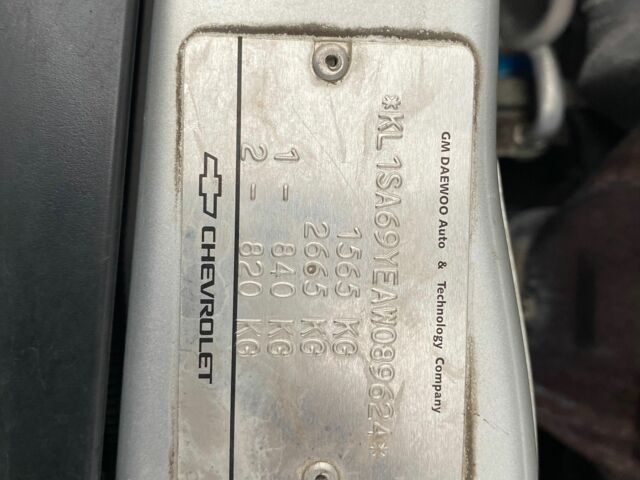 GM DAEWOO Auto & Technology Company
*KL1SA69YEAW089624*
1565 KG
2665 KG
1- 840 KG
2- 820 KG
CHEVROLET